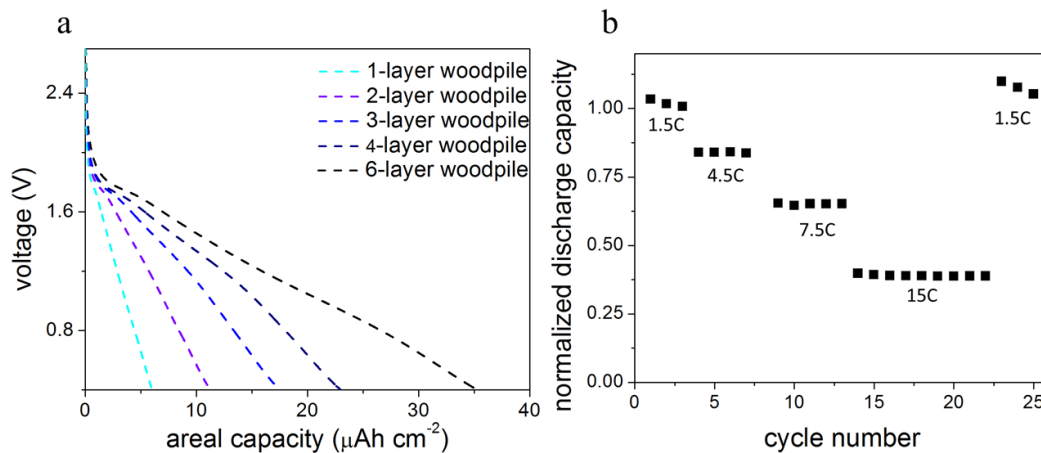 a
voltage (V)
2.4
1.6
0.8
0
10
20
30
40
areal capacity (μAh cm⁻²)
1-layer woodpile
2-layer woodpile
3-layer woodpile
4-layer woodpile
6-layer woodpile
b
normalized discharge capacity
1.00
0.75
0.50
0.25
0.00
0
5
10
15
20
25
cycle number
1.5C
4.5C
7.5C
15C
1.5C